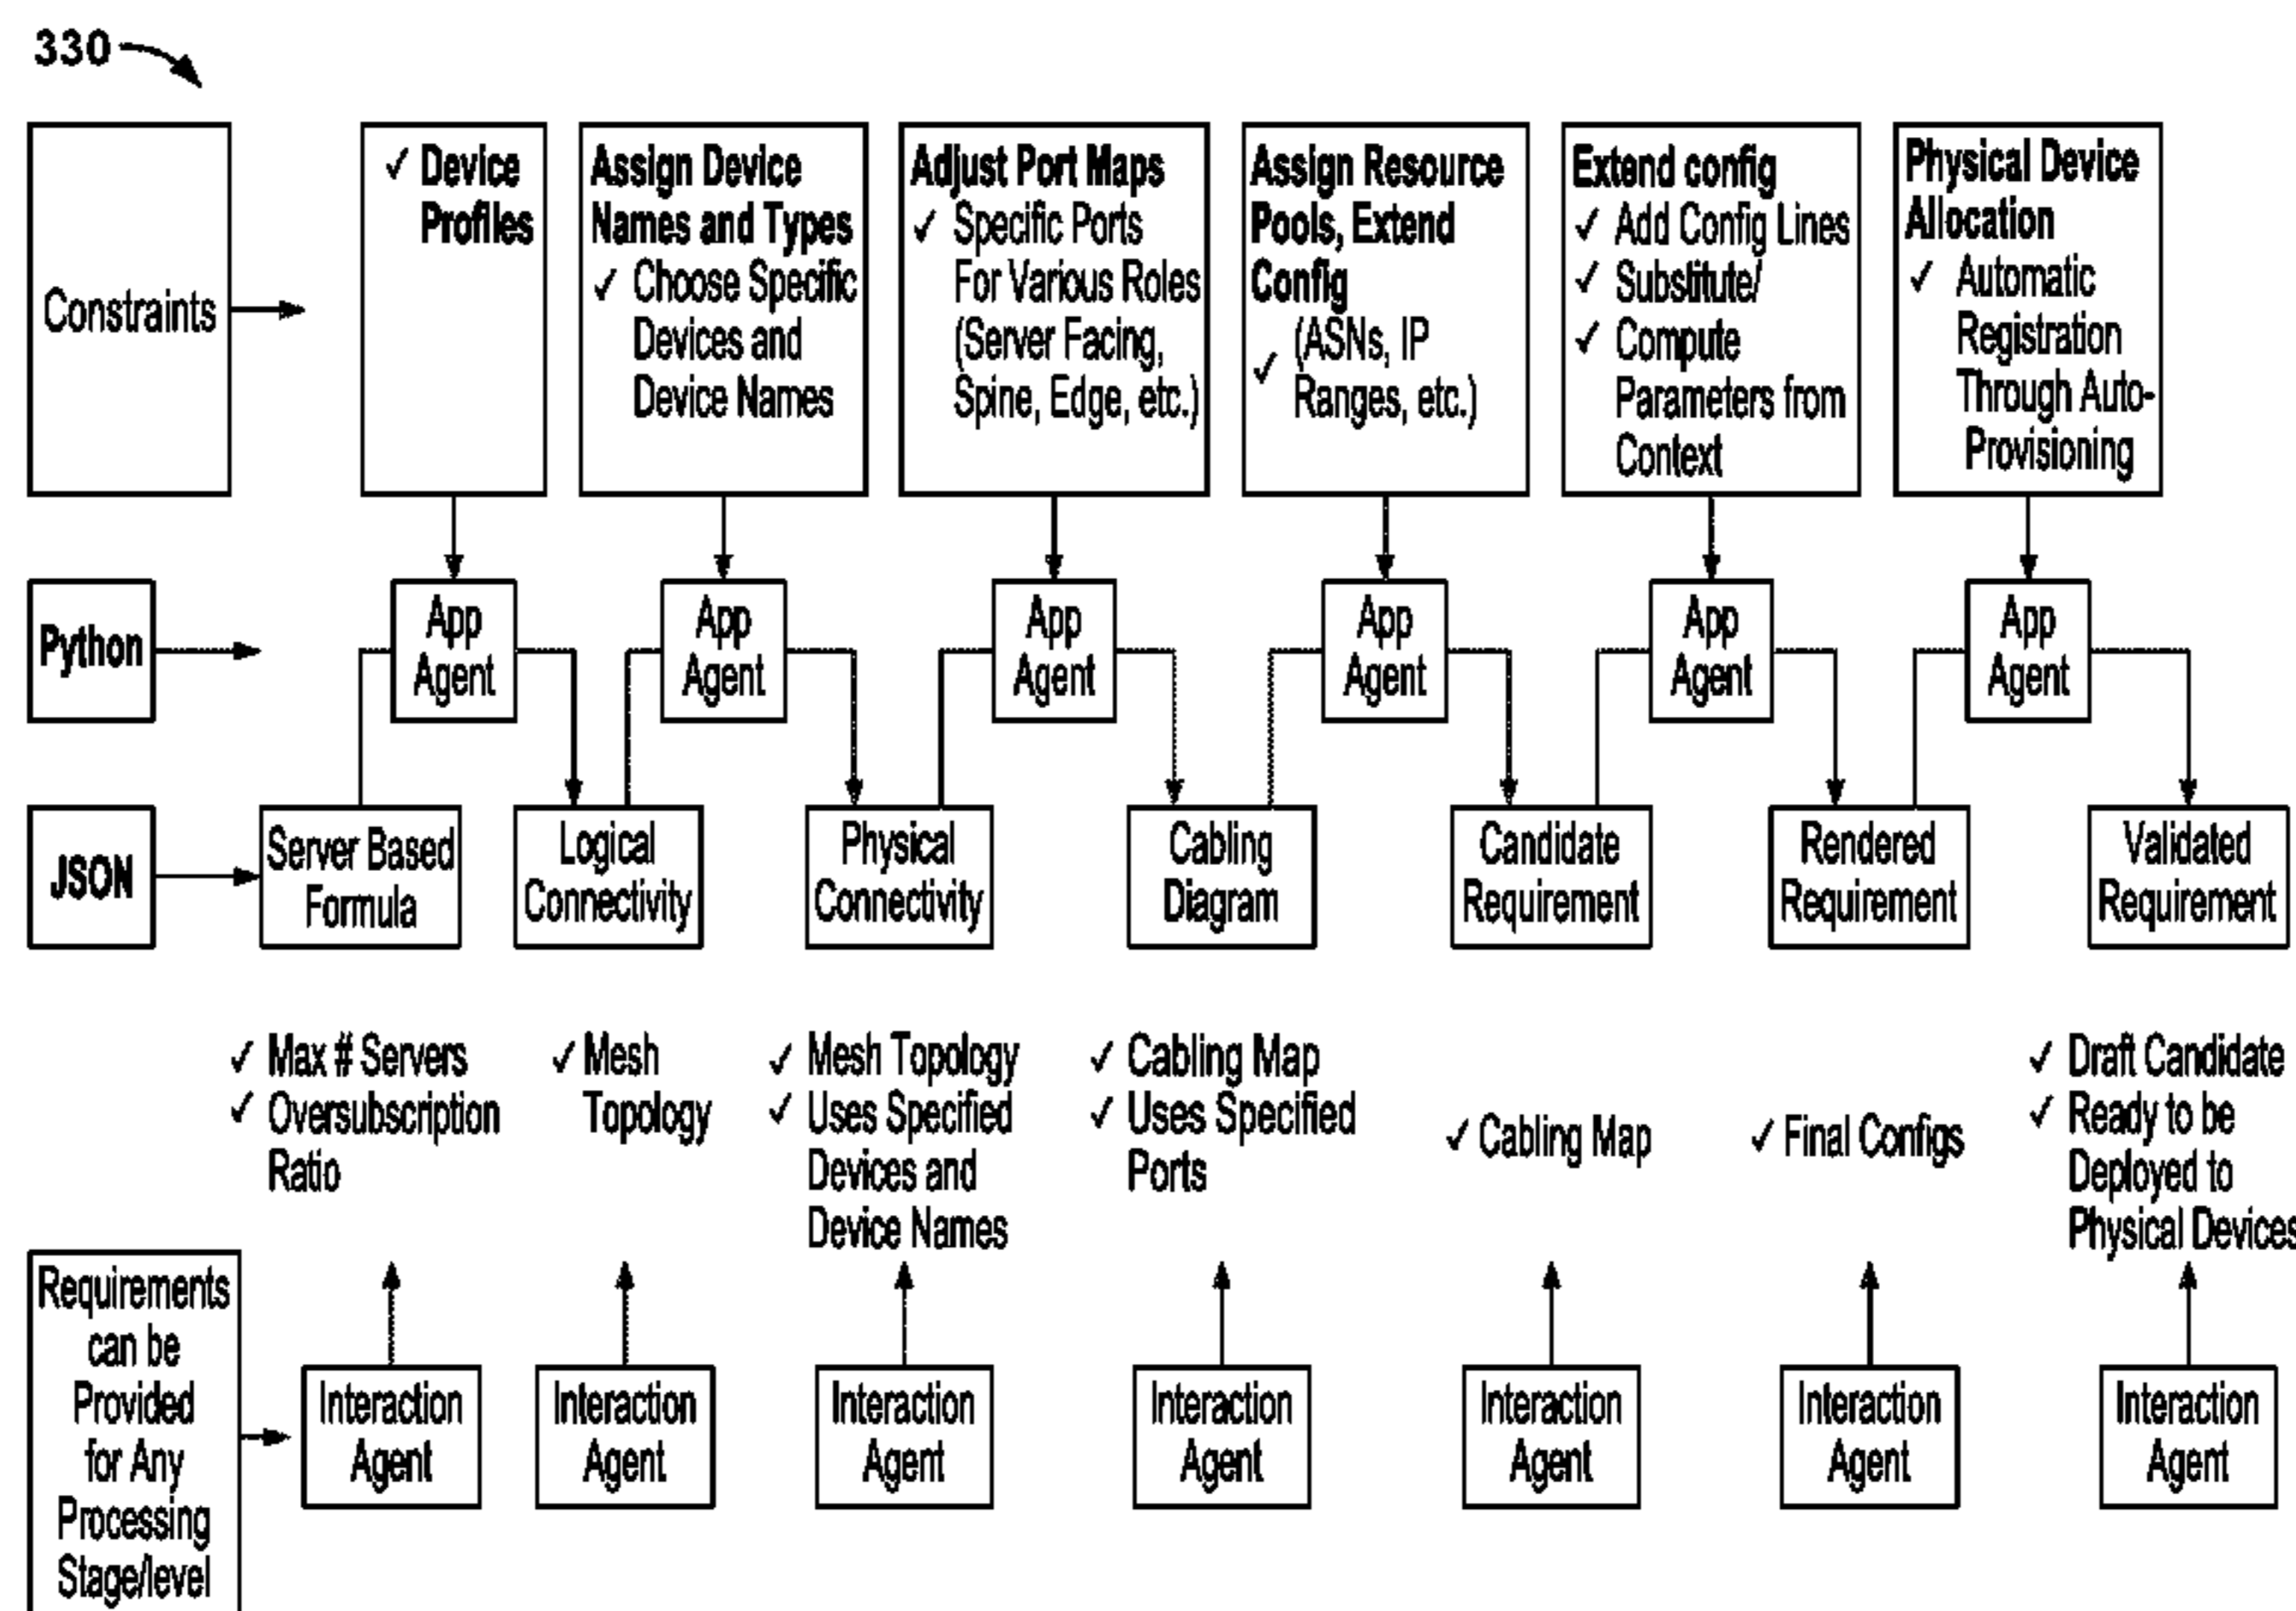 330
Constraints
✓ Device
Profiles
Assign Device
Names and Types
✓ Choose Specific
Devices and
Device Names
Adjust Port Maps
✓ Specific Ports
For Various Roles
(Server Facing,
Spine, Edge, etc.)
Assign Resource
Pools, Extend
Config
✓ (ASNs, IP
Ranges, etc.)
Extend config
✓ Add Config Lines
✓ Substitute/
✓ Compute
Parameters from
Context
Physical Device
Allocation
✓ Automatic
Registration
Through Auto-
Provisioning
Python
App
Agent
App
Agent
App
Agent
App
Agent
App
Agent
App
Agent
JSON
Server Based
Formula
Logical
Connectivity
Physical
Connectivity
Cabling
Diagram
Candidate
Requirement
Rendered
Requirement
Validated
Requirement
✓ Max # Servers
✓ Oversubscription
Ratio
✓ Mesh
Topology
✓ Mesh Topology
✓ Uses Specified
Devices and
Device Names
✓ Cabling Map
✓ Uses Specified
Ports
✓ Cabling Map
✓ Final Configs
✓ Draft Candidate
✓ Ready to be
Deployed to
Physical Devices
Requirements
can be
Provided
for Any
Processing
Stage/level
Interaction
Agent
Interaction
Agent
Interaction
Agent
Interaction
Agent
Interaction
Agent
Interaction
Agent
Interaction
Agent